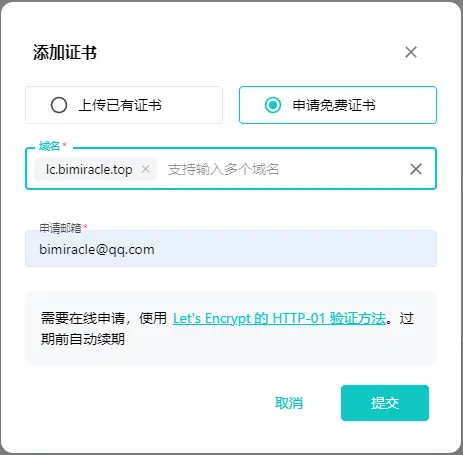 添加证书
上传已有证书
申请免费证书
域名*
lc.bimiracle.top 支持输入多个域名
申请邮箱*
bimiracle@qq.com
需要在线申请，使用 Let's Encrypt 的 HTTP-01 验证方法。过
期前自动续期
取消
提交